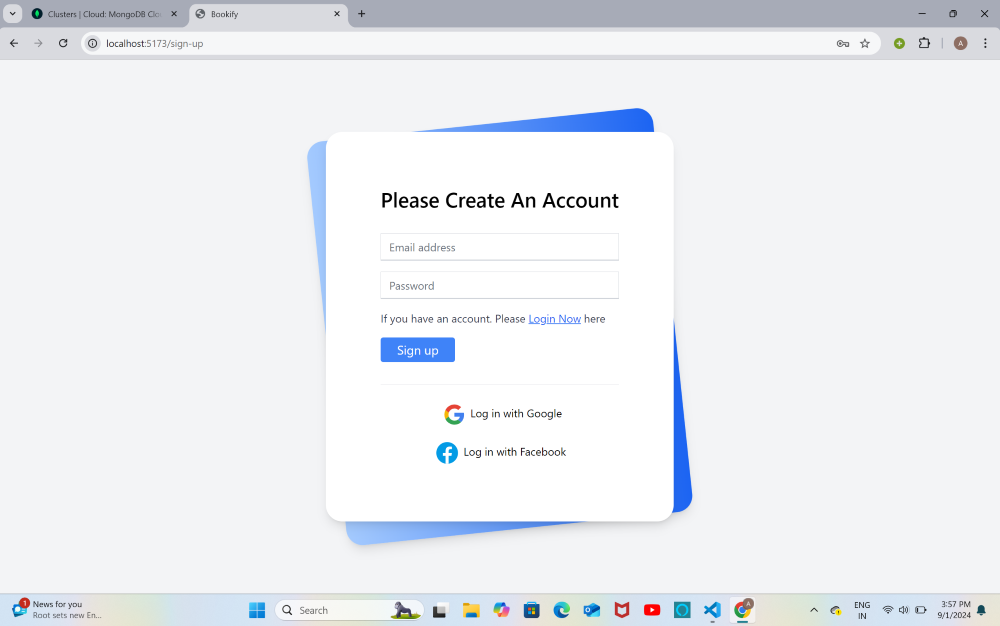 Clusters | Cloud: MongoDB Clo
Bookify
localhost:5173/sign-up
A
Please Create An Account
Email address
Password
If you have an account. Please Login Now here
Sign up
Log in with Google
Log in with Facebook
1
News for you
Root sets new En...
Search
A
ENG
IN
3:57 PM
9/1/2024